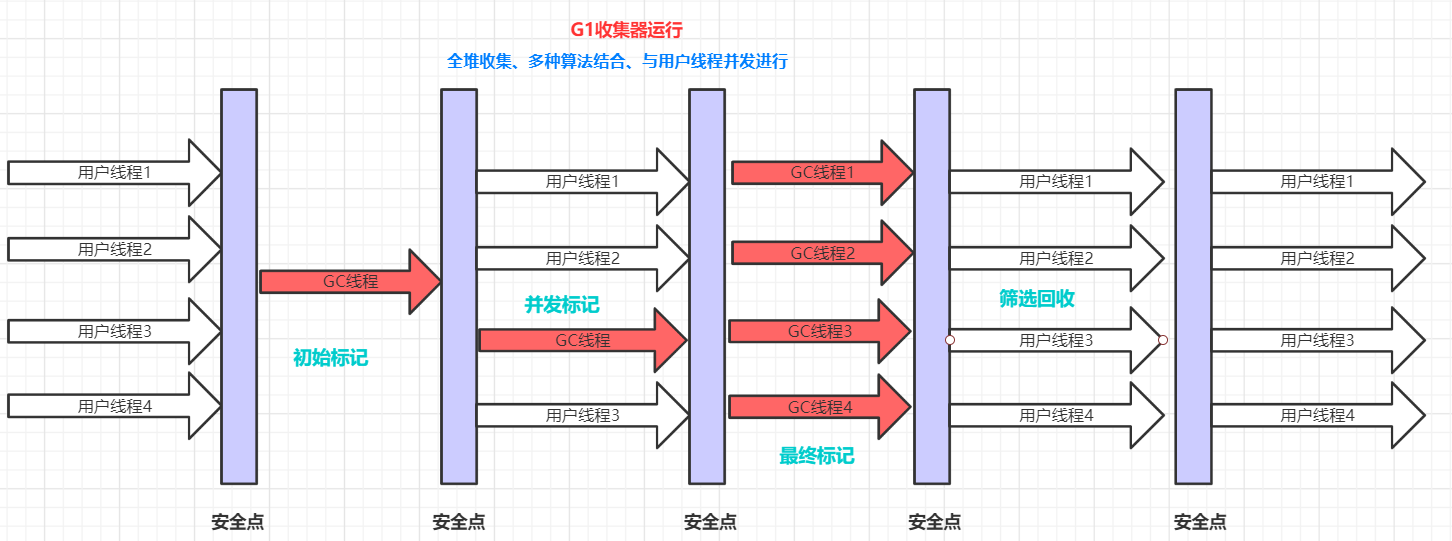 G1收集器运行
全堆收集、多种算法结合、与用户线程并发进行
用户线程1
用户线程2
用户线程3
用户线程4
GC线程
初始标记
用户线程1
用户线程2
并发标记
GC线程
用户线程3
GC线程1
GC线程2
GC线程3
GC线程4
最终标记
用户线程1
用户线程2
筛选回收
用户线程3
用户线程4
用户线程1
用户线程2
用户线程3
用户线程4
安全点
安全点
安全点
安全点
安全点